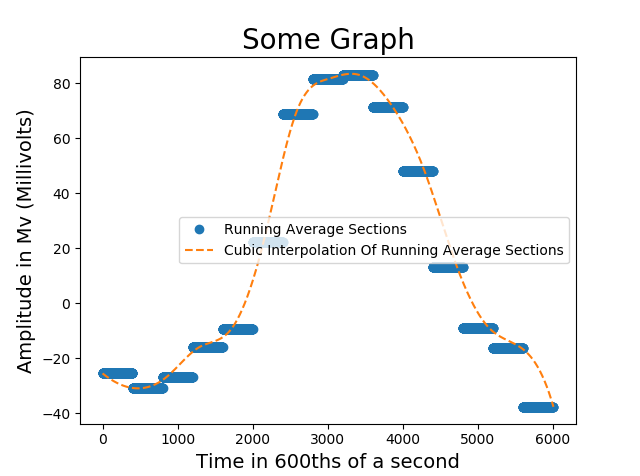 Some Graph
Amplitude in Mv (Millivolts)
80
60
40
20
0
−20
−40
Running Average Sections
Cubic Interpolation Of Running Average Sections
0 1000 2000 3000 4000 5000 6000
Time in 600ths of a second